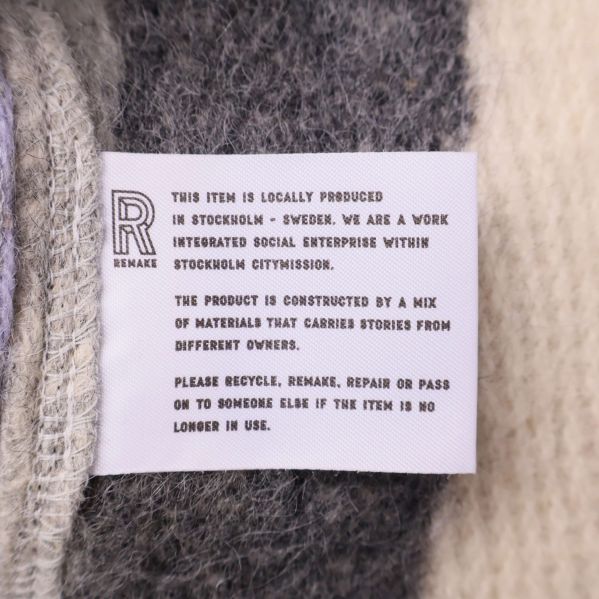 R
REMAKE
THIS ITEM IS LOCALLY PRODUCED
IN STOCKHOLM - SWEDEN. WE ARE A WORK
INTEGRATED SOCIAL ENTERPRISE WITHIN
STOCKHOLM CITYMISSION.
THE PRODUCT IS CONSTRUCTED BY A MIX
OF MATERIALS THAT CARRIES STORIES FROM
DIFFERENT OWNERS.
PLEASE RECYCLE, REMAKE, REPAIR OR PASS
ON TO SOMEONE ELSE IF THE ITEM IS NO
LONGER IN USE.